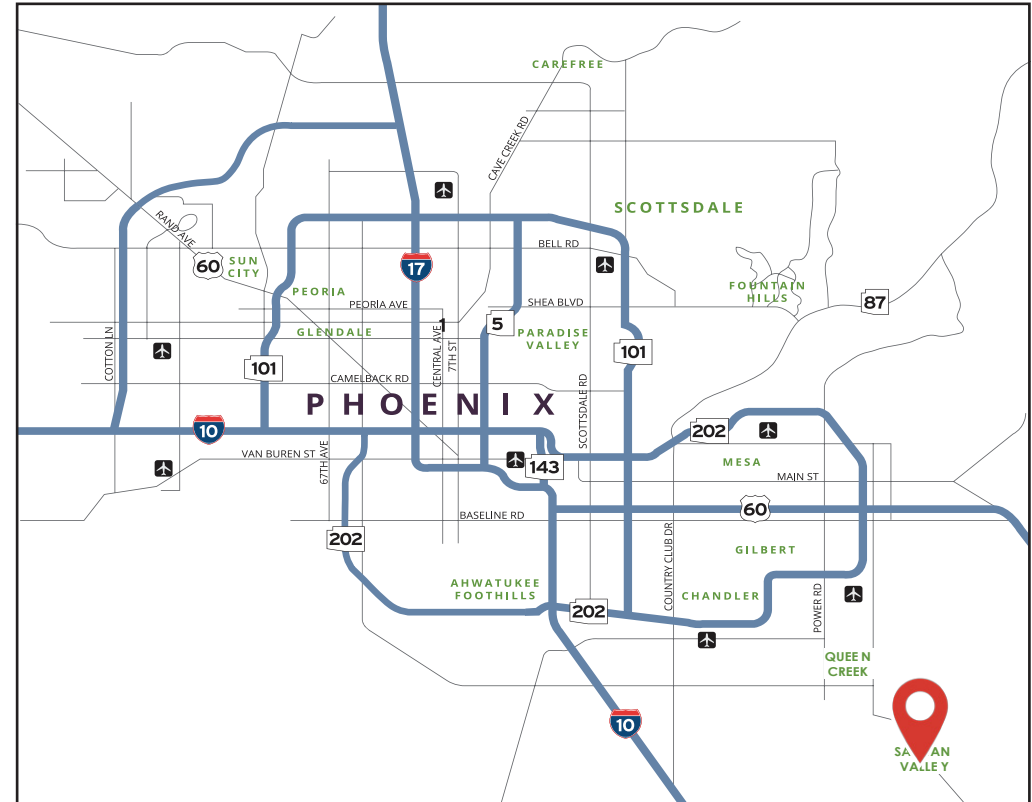 CAREFREE
CAVE CREEK RD
SCOTTSDALE
RAND AVE
BELL RD
60
SUN
CITY
17
FOUNTAIN
HILLS
PEORIA
PEORIA AVE
SHEA BLVD
87
GLENDALE
1
5
PARADISE
VALLEY
CENTRAL AVE
7TH ST
COTTON LN
101
101
CAMELBACK RD
SCOTTSDALE RD
PHOENIX
10
202
VAN BUREN ST
67TH AVE
143
MESA
MAIN ST
60
BASELINE RD
202
GILBERT
COUNTRY CLUB DR
POWER RD
AHWATUKEE
FOOTHILLS
202
CHANDLER
QUEEN
CREEK
10
VALLEY